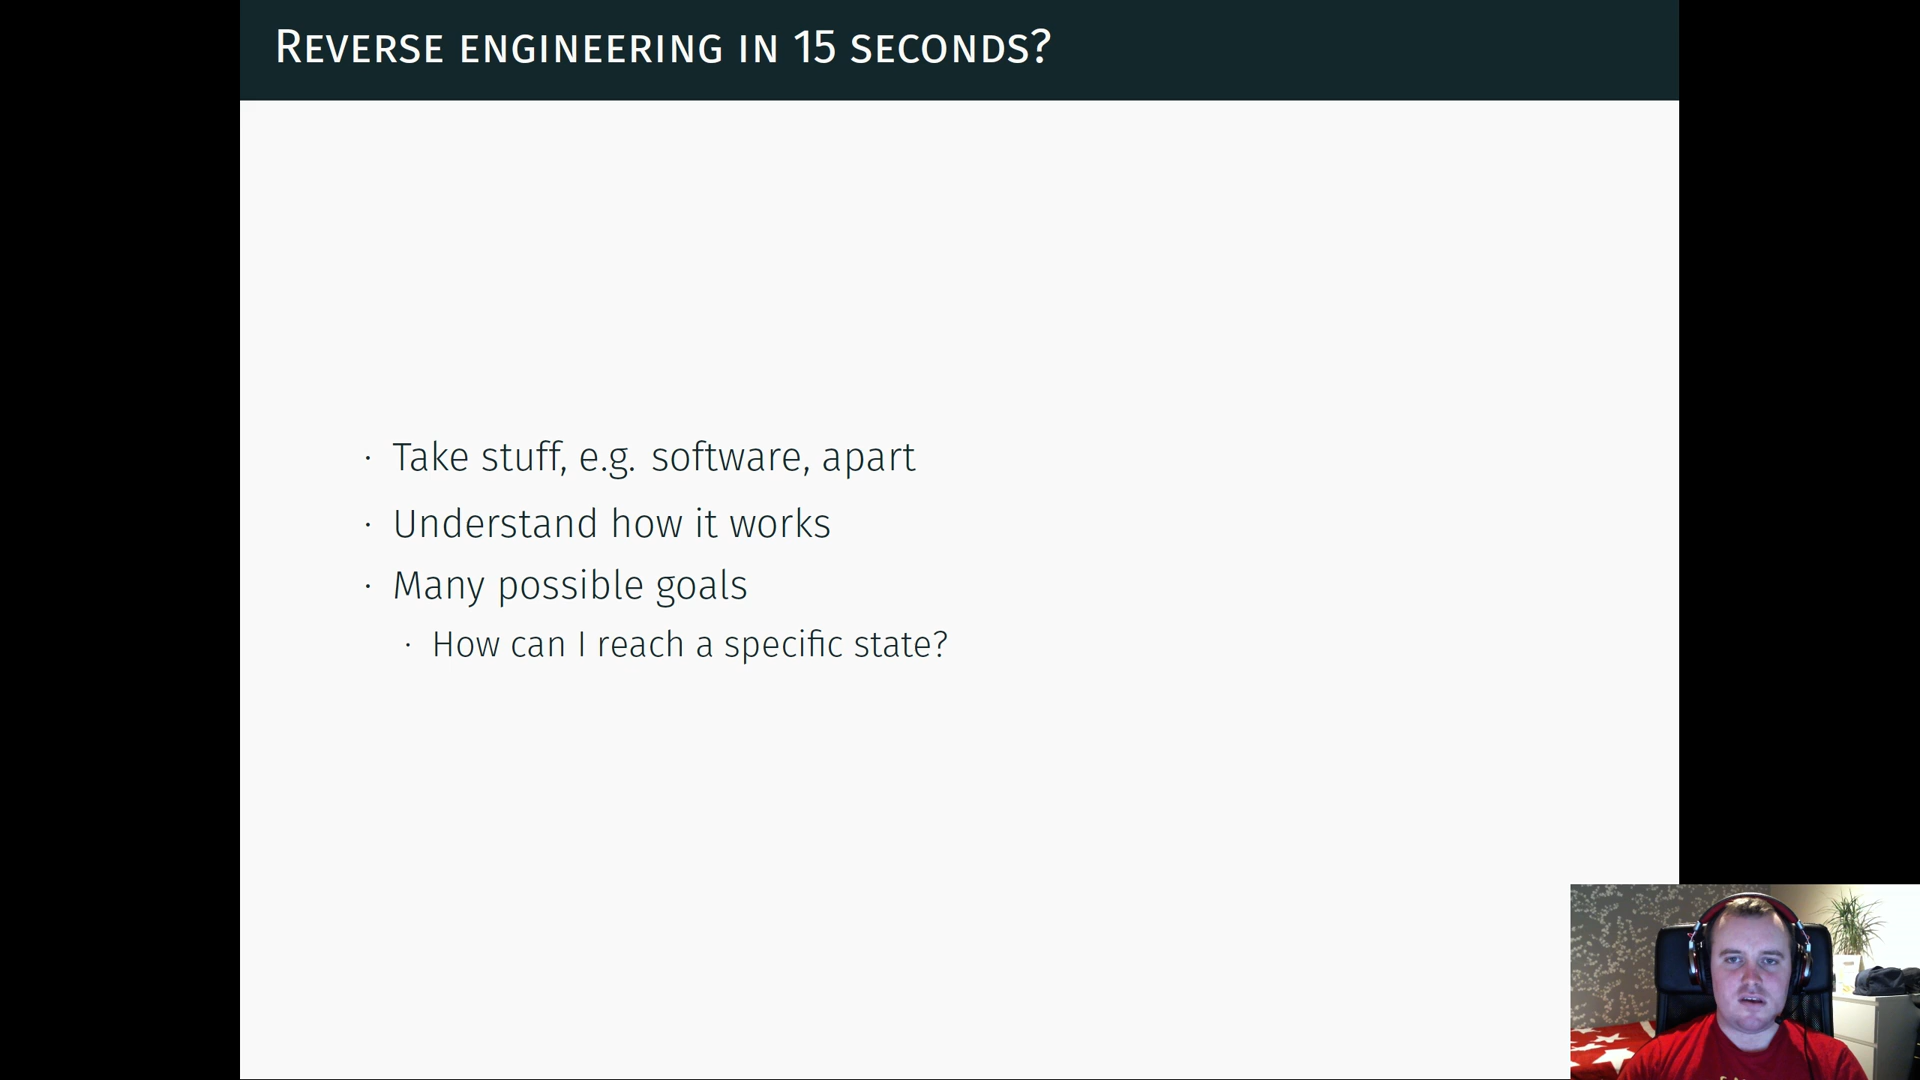 Reverse engineering in 15 seconds?
· Take stuff, e.g. software, apart
· Understand how it works
· Many possible goals
· How can I reach a specific state?